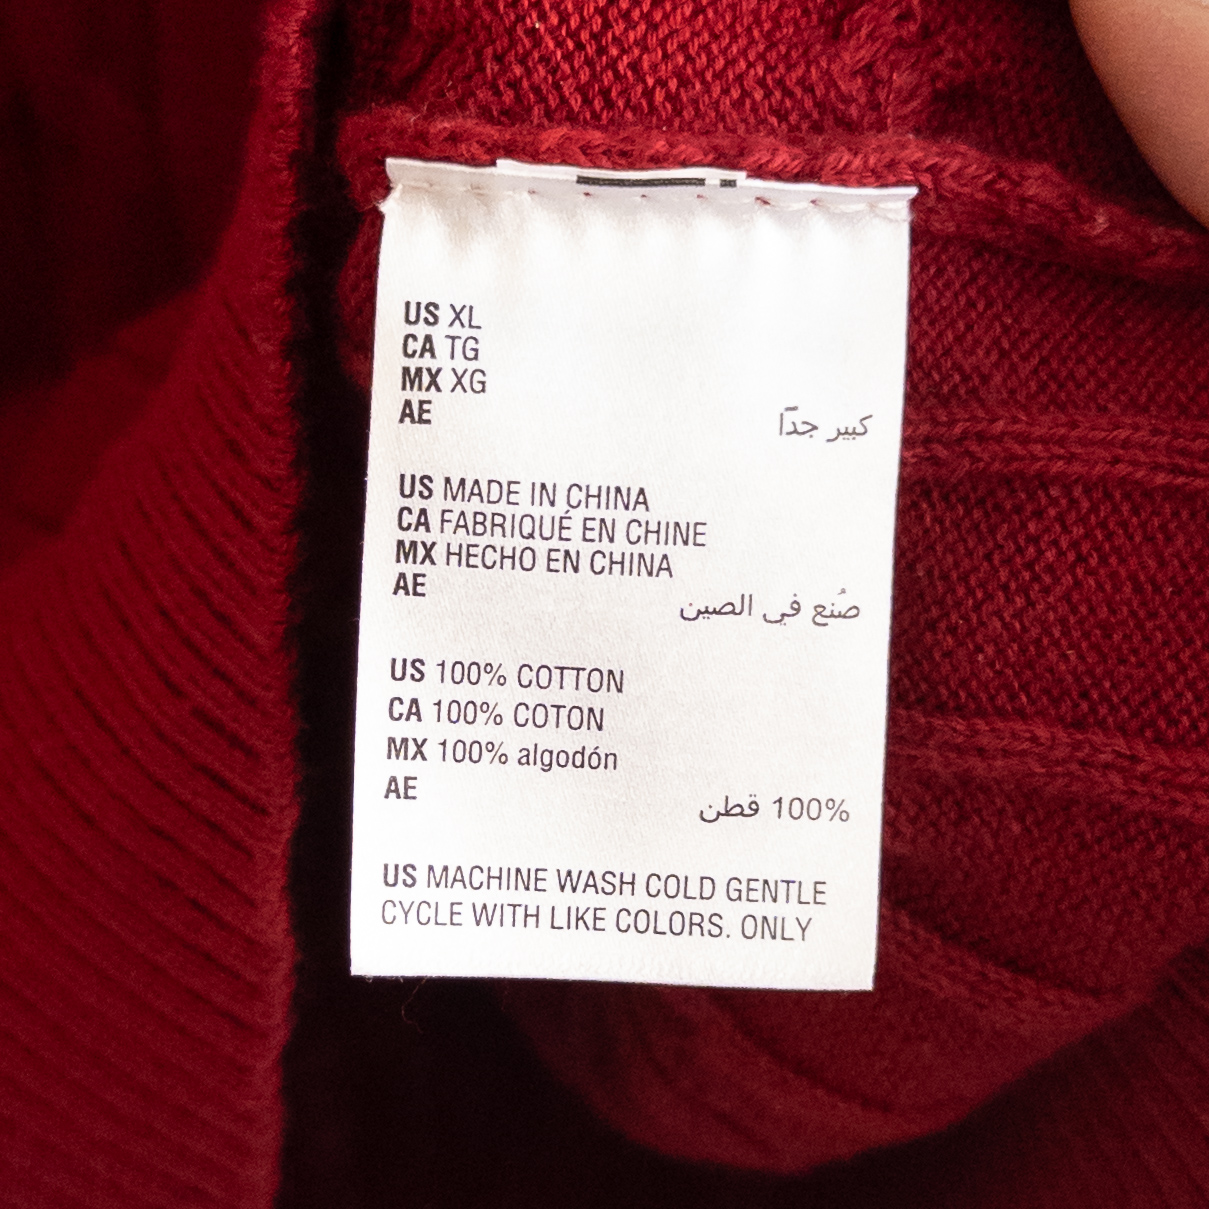 US XL
CA TG
MX XG
AE
كبير جدًا
US MADE IN CHINA
CA FABRIQUÉ EN CHINE
MX HECHO EN CHINA
AE
صُنع في الصين
US 100% COTTON
CA 100% COTON
MX 100% algodón
AE
100% قطن
US MACHINE WASH COLD GENTLE
CYCLE WITH LIKE COLORS. ONLY